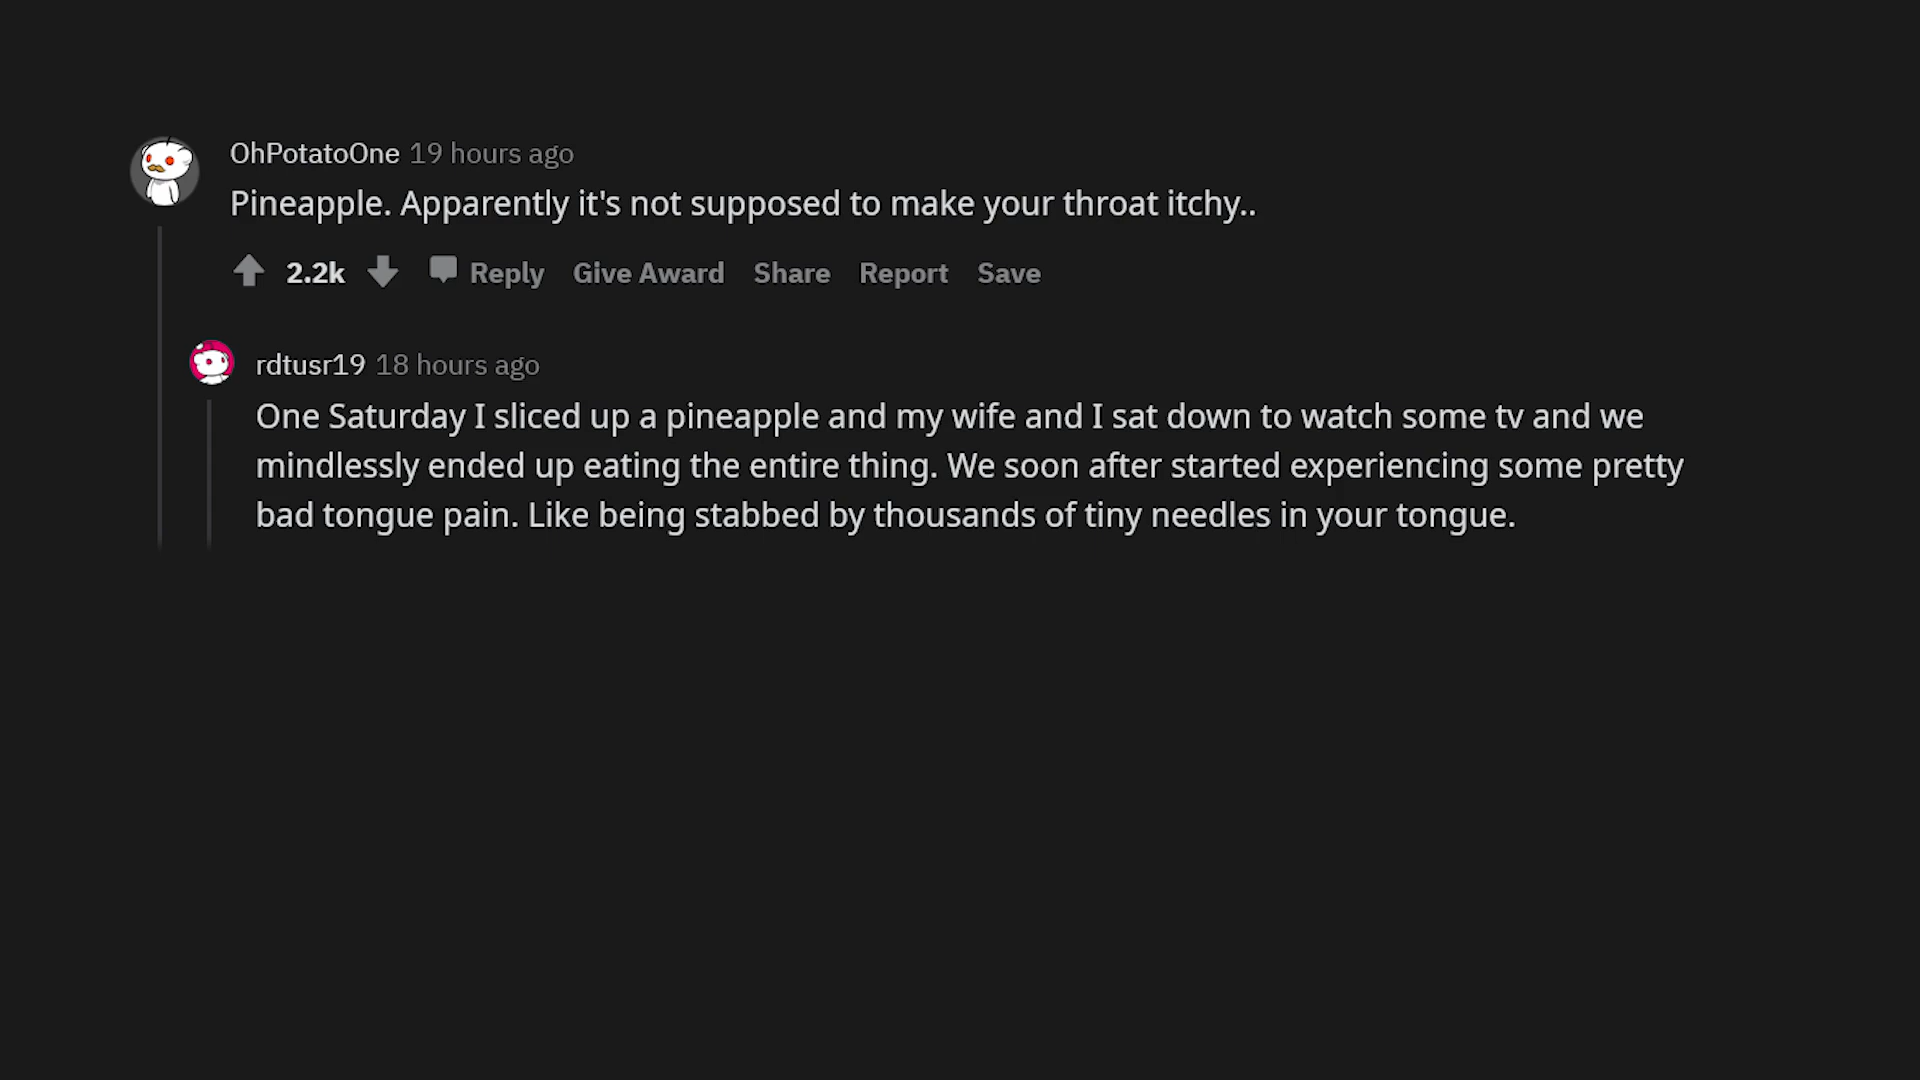 OhPotatoOne 19 hours ago
Pineapple. Apparently it's not supposed to make your throat itchy..
2.2k Reply Give Award Share Report Save
rdtusr19 18 hours ago
One Saturday I sliced up a pineapple and my wife and I sat down to watch some tv and we
mindlessly ended up eating the entire thing. We soon after started experiencing some pretty
bad tongue pain. Like being stabbed by thousands of tiny needles in your tongue.